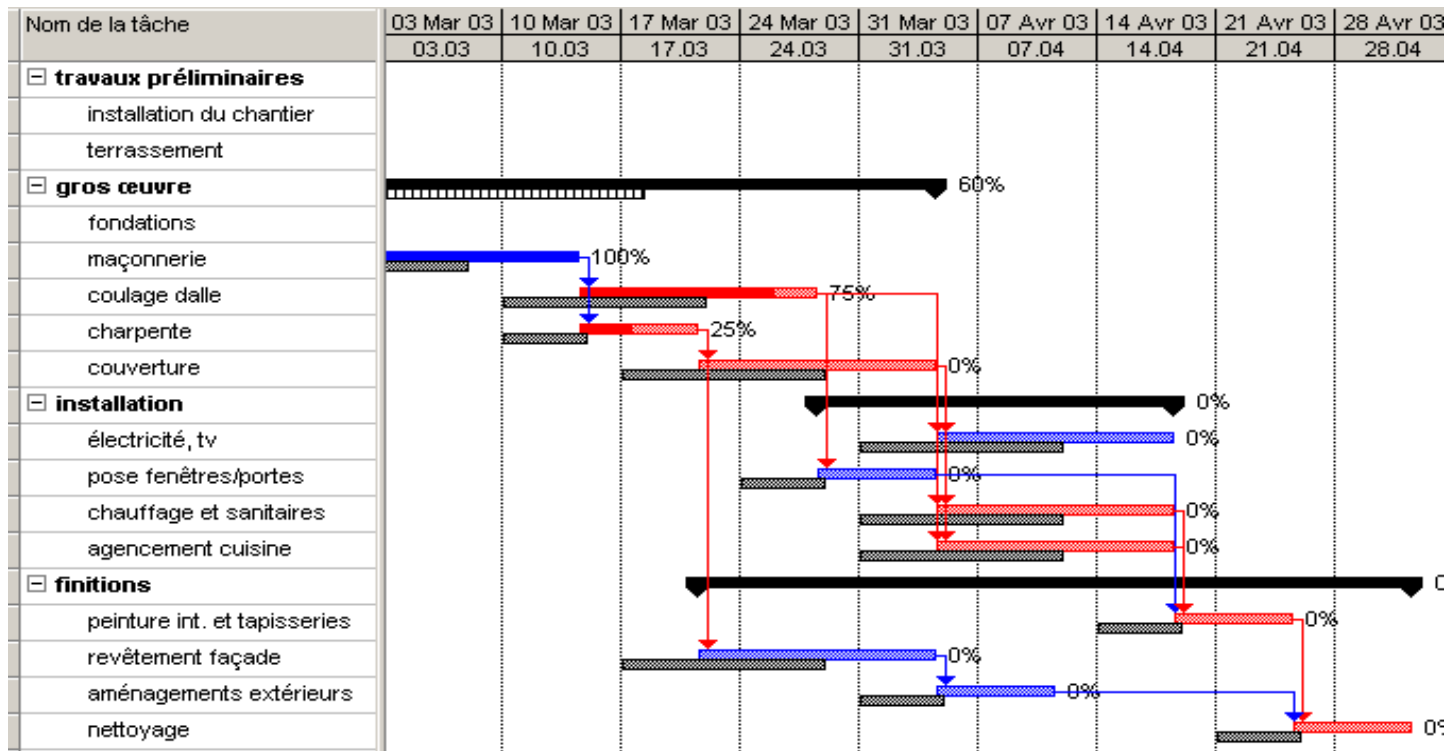 Nom de la tâche 03 Mar 03 10 Mar 03 17 Mar 03 24 Mar 03 31 Mar 03 07 Avr 03 14 Avr 03 21 Avr 03 28 Avr 03
03.03 10.03 17.03 24.03 31.03 07.04 14.04 21.04 28.04
travaux préliminaires
installation du chantier
terrassement
gros œuvre 60%
fondations
maçonnerie 100%
coulage dalle 75%
charpente 25%
couverture 0%
installation 0%
électricité, tv 0%
pose fenêtres/portes 0%
chauffage et sanitaires 0%
agencement cuisine 0%
finitions 0
peinture int. et tapisseries 0%
revêtement façade 0%
aménagements extérieurs 0%
nettoyage 0%